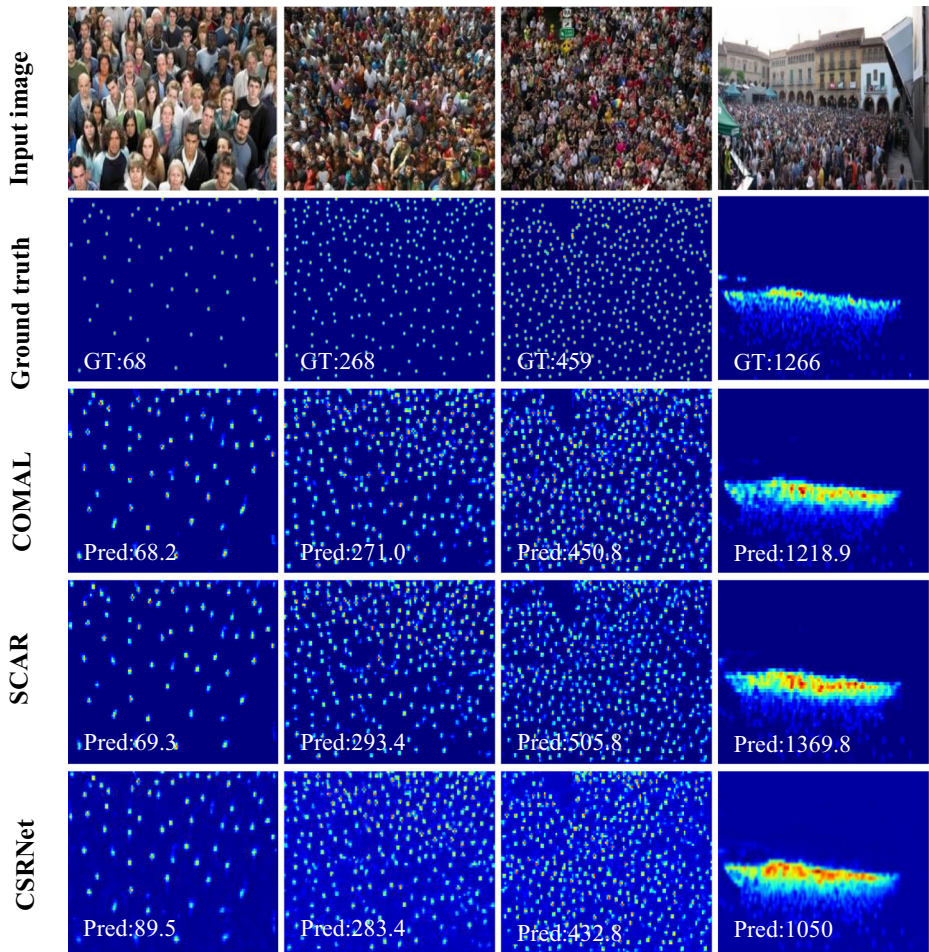 Input image
Ground truth
GT:68
GT:268
GT:459
GT:1266
COMAL
Pred:68.2
Pred:271.0
Pred:450.8
Pred:1218.9
SCAR
Pred:69.3
Pred:293.4
Pred:505.8
Pred:1369.8
CSRNet
Pred:89.5
Pred:283.4
Pred:432.8
Pred:1050